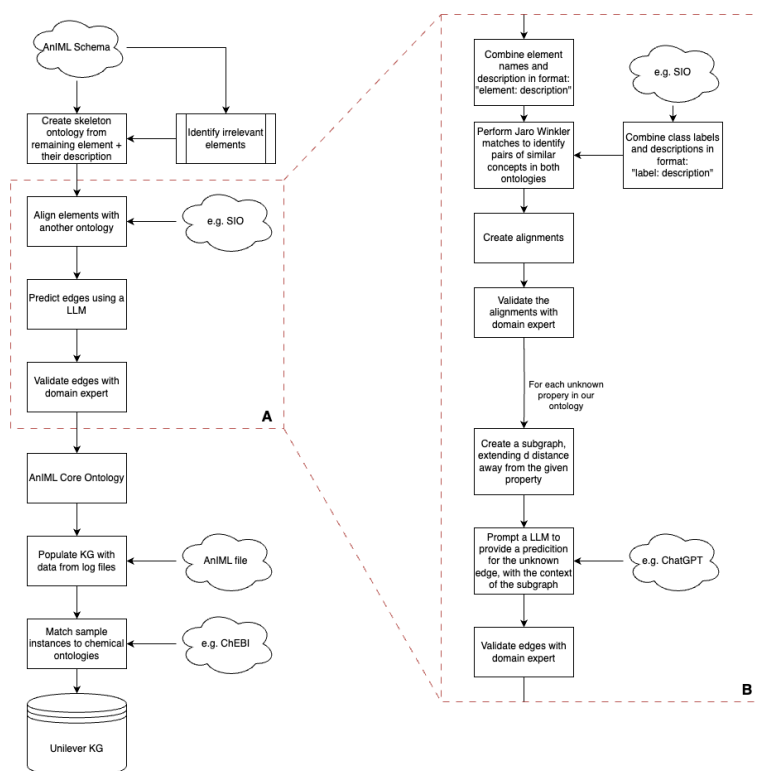 AnIML Schema
Create skeleton
ontology from
remaining element +
their description
Identify irrelevant
elements
Align elements with
another ontology
e.g. SIO
Predict edges using a
LLM
Validate edges with
domain expert
A
AnIML Core Ontology
Populate KG with
data from log files
AnIML file
Match sample
instances to chemical
ontologies
e.g. ChEBI
Unilever KG
Combine element
names and
description in format:
"element: description"
e.g. SIO
Perform Jaro Winkler
matches to identify
pairs of similar
concepts in both
ontologies
Combine class labels
and descriptions in
format:
"label: description"
Create alignments
Validate the
alignments with
domain expert
For each unknown
propery in our
ontology
Create a subgraph,
extending d distance
away from the given
property
Prompt a LLM to
provide a predicition
for the unknown
edge, with the context
of the subgraph
e.g. ChatGPT
Validate edges with
domain expert
B